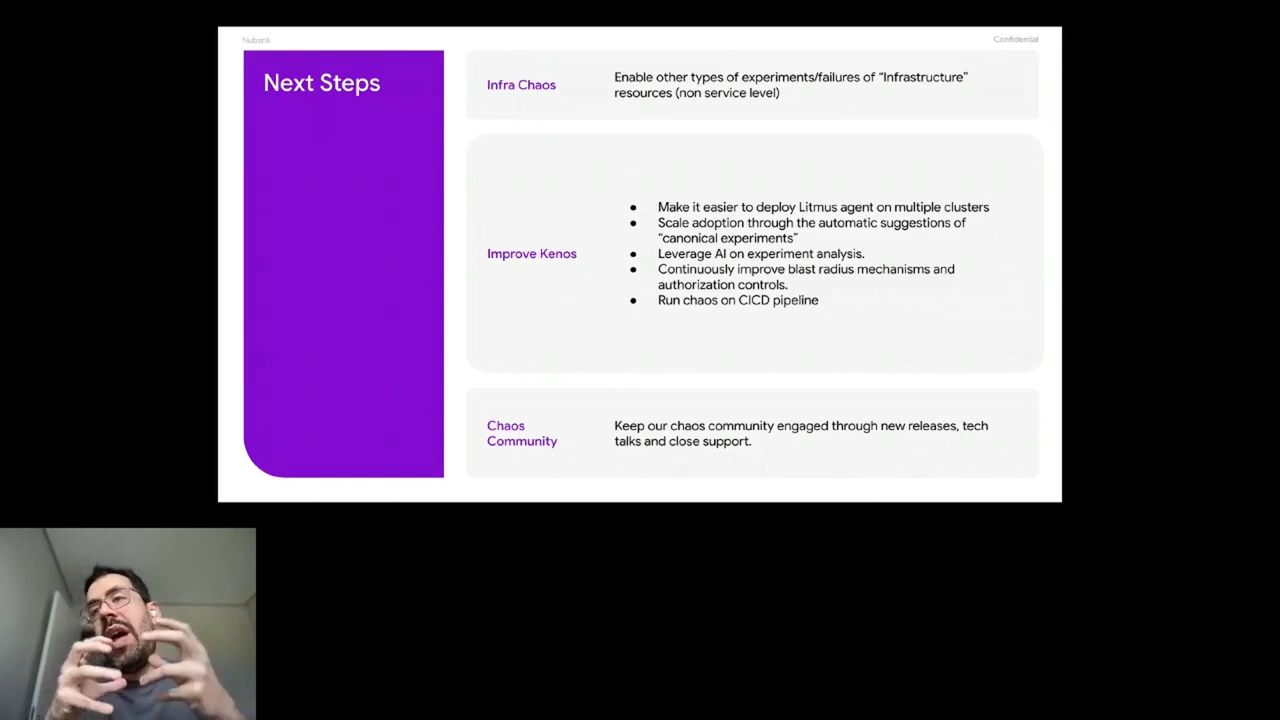 Nubank
Confidential
Next Steps
Infra Chaos
Enable other types of experiments/failures of “Infrastructure”
resources (non service level)
Improve Kenos
● Make it easier to deploy Litmus agent on multiple clusters
● Scale adoption through the automatic suggestions of
“canonical experiments”
● Leverage AI on experiment analysis.
● Continuously improve blast radius mechanisms and
authorization controls.
● Run chaos on CICD pipeline
Chaos
Community
Keep our chaos community engaged through new releases, tech
talks and close support.